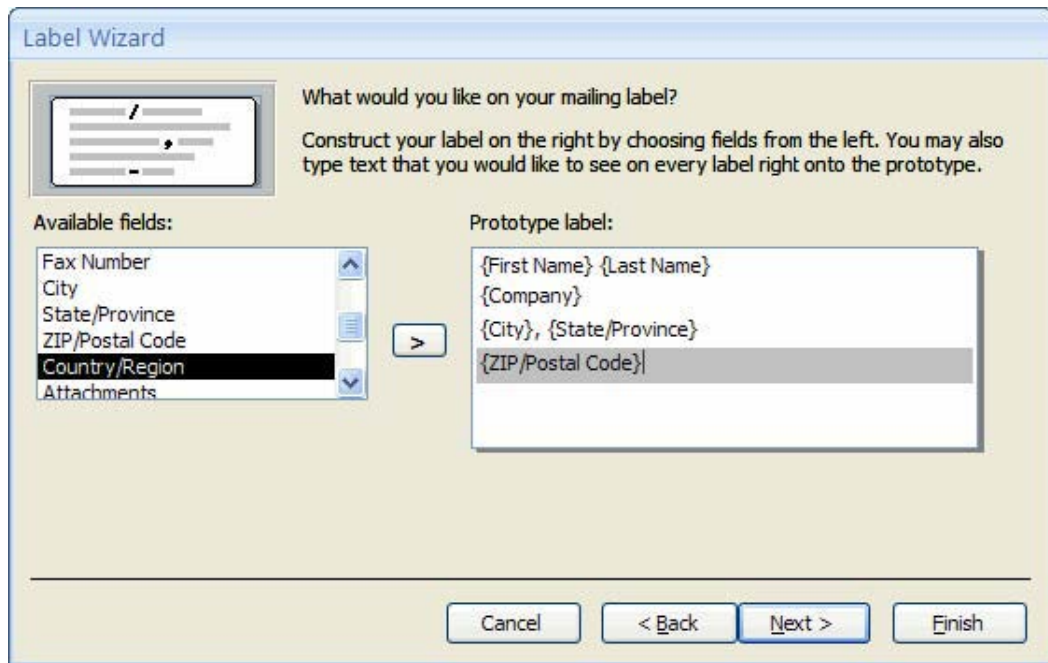 Label Wizard
What would you like on your mailing label?
Construct your label on the right by choosing fields from the left. You may also
type text that you would like to see on every label right onto the prototype.
Available fields:
Fax Number
City
State/Province
ZIP/Postal Code
Country/Region
Attachments
>
Prototype label:
{First Name} {Last Name}
{Company}
{City}, {State/Province}
{ZIP/Postal Code}
Cancel
< Back
Next >
Finish